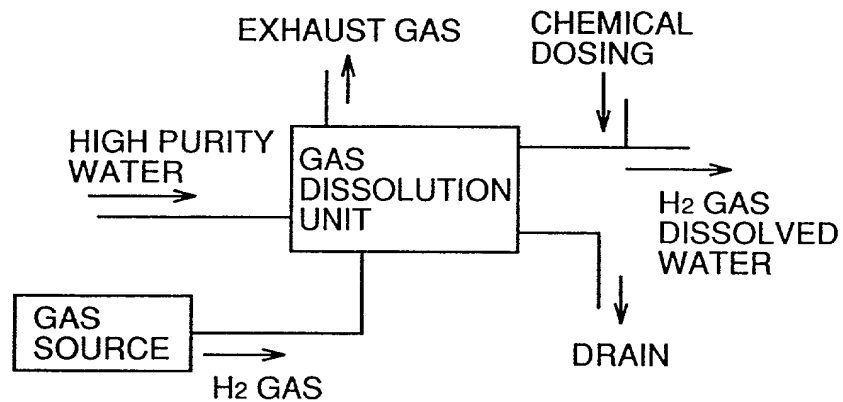 EXHAUST GAS
CHEMICAL
DOSING
HIGH PURITY
WATER
GAS
DISSOLUTION
UNIT
H2 GAS
DISSOLVED
WATER
GAS
SOURCE
H2 GAS
DRAIN